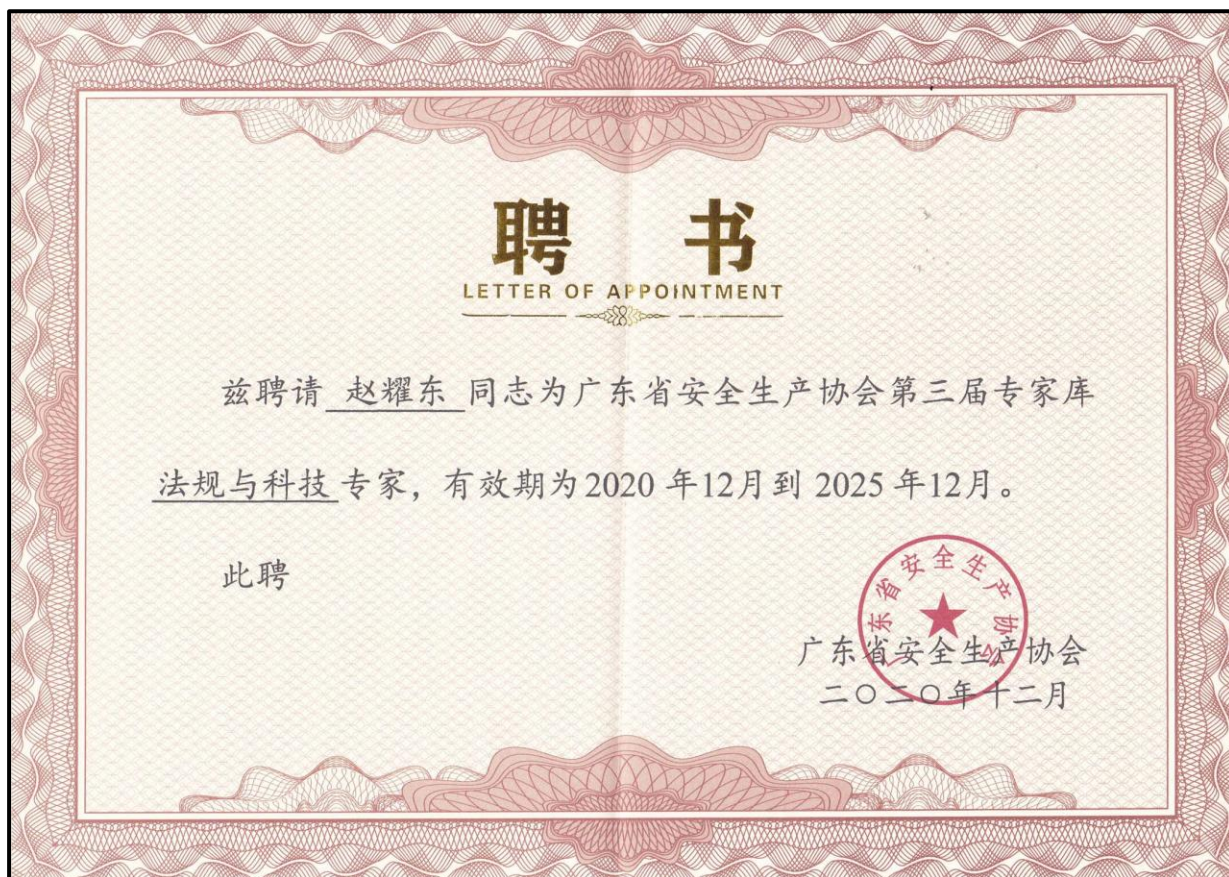 聘 书
LETTER OF APPOINTMENT
兹聘请 赵耀东 同志为广东省安全生产协会第三届专家库
法规与科技 专家，有效期为2020 年12月到 2025 年12月。
此聘
广东省安全生产协会
广东省安全生产协会
二〇二〇年十二月